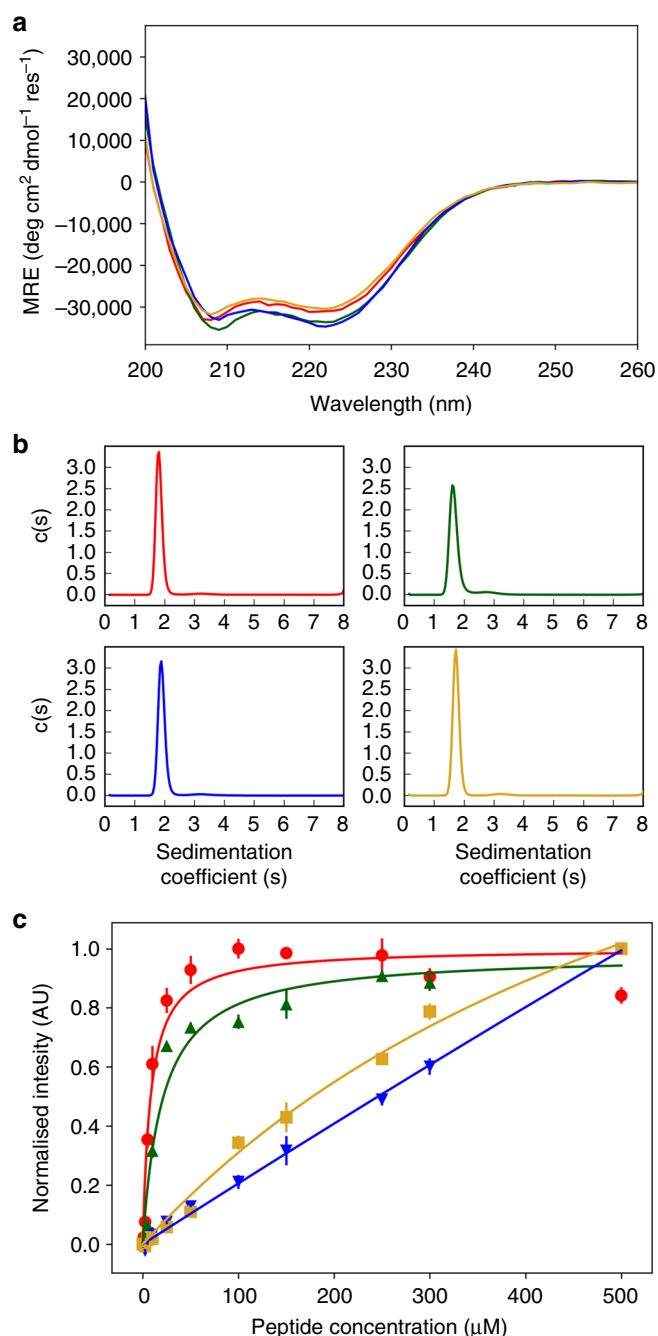 a
30,000
20,000
10,000
0
−10,000
−20,000
−30,000
MRE (deg cm² dmol⁻¹ res⁻¹)
200 210 220 230 240 250 260
Wavelength (nm)
b
3.0
2.5
2.0
1.5
1.0
0.5
0.0
c(s)
0 1 2 3 4 5 6 7 8
3.0
2.5
2.0
1.5
1.0
0.5
0.0
0 1 2 3 4 5 6 7 8
3.0
2.5
2.0
1.5
1.0
0.5
0.0
c(s)
0 1 2 3 4 5 6 7 8
Sedimentation
coefficient (s)
3.0
2.5
2.0
1.5
1.0
0.5
0.0
0 1 2 3 4 5 6 7 8
Sedimentation
coefficient (s)
c
1.0
0.8
0.6
0.4
0.2
0.0
Normalised intesity (AU)
0 100 200 300 400 500
Peptide concentration (μM)